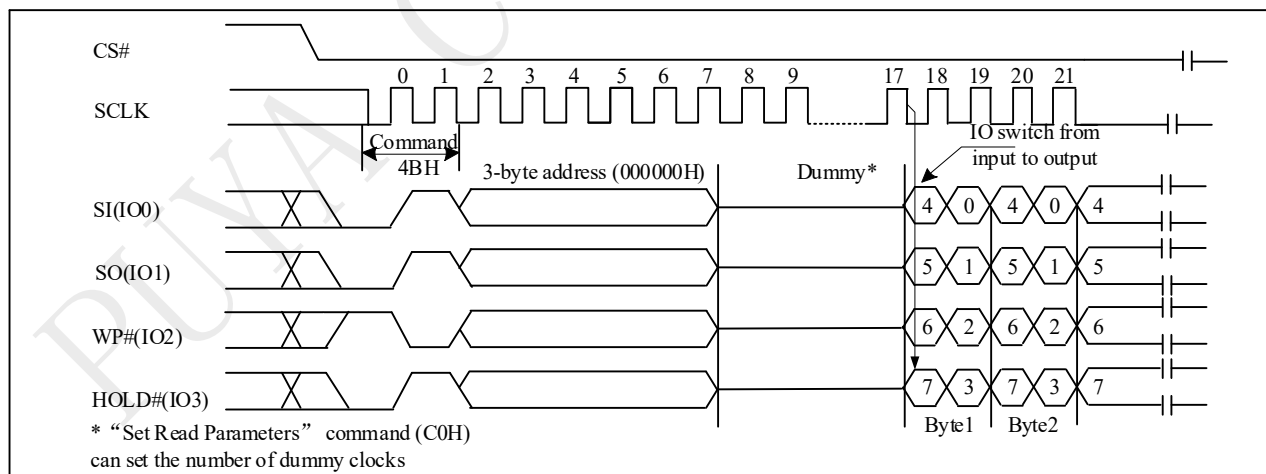 PUYA C
CS#
0 1 2 3 4 5 6 7 8 9 17 18 19 20 21
SCLK
Command
4BH
IO switch from
input to output
3-byte address (000000H)
Dummy*
SI(IO0)
4 0 4 0 4
SO(IO1)
5 1 5 1 5
WP#(IO2)
6 2 6 2 6
HOLD#(IO3)
7 3 7 3 7
Byte1 Byte2
* “Set Read Parameters” command (C0H)
can set the number of dummy clocks